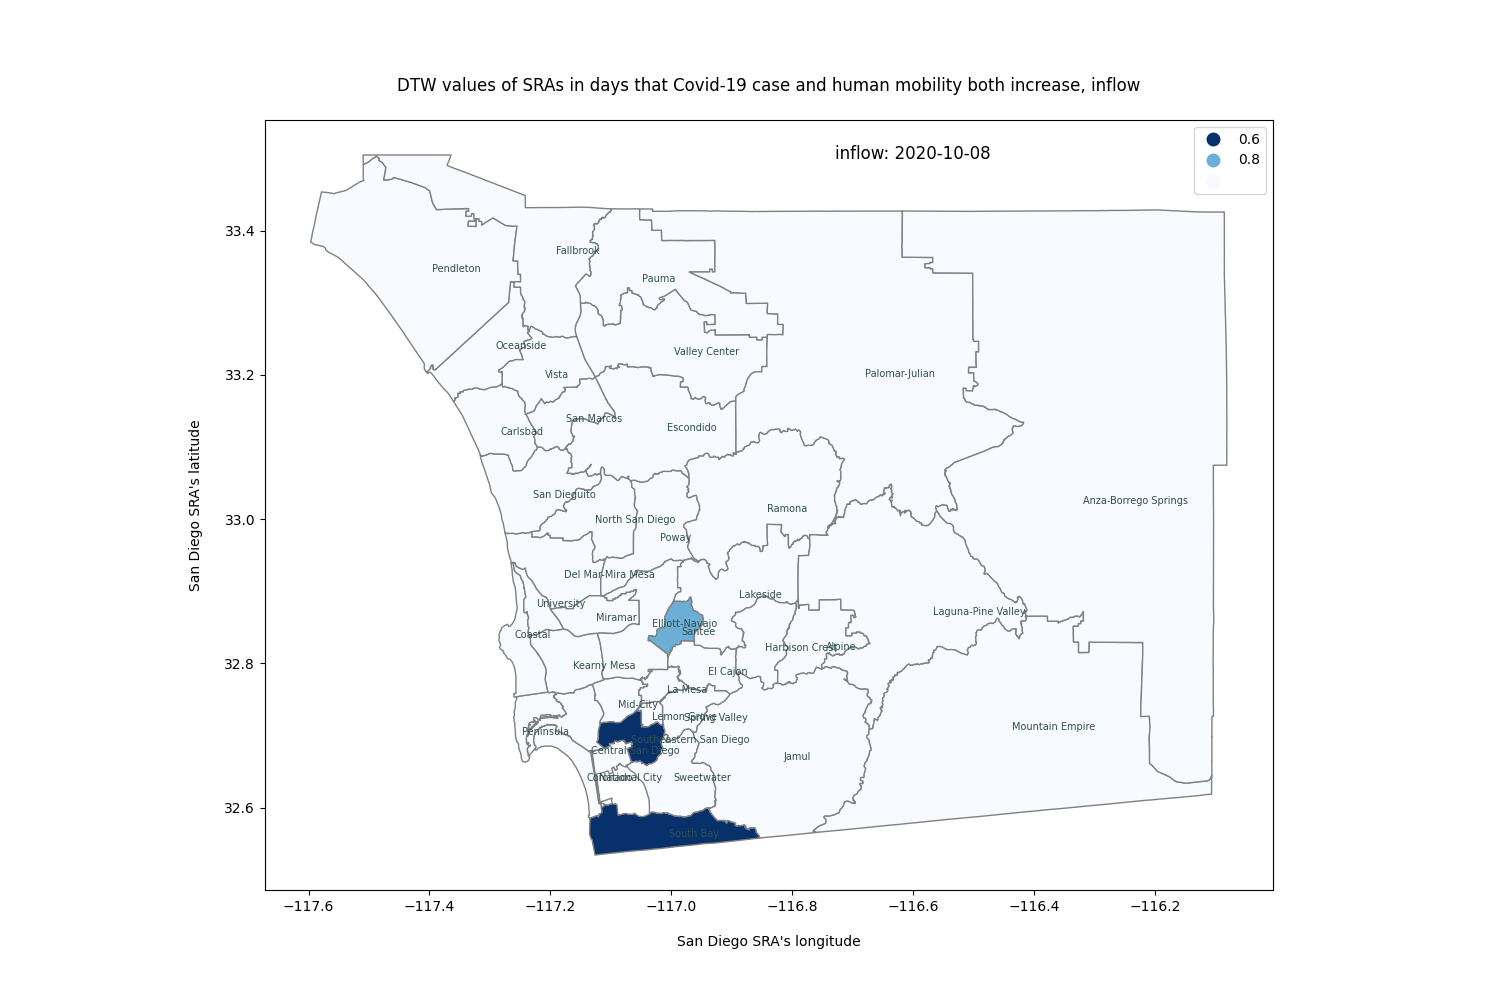 DTW values of SRAs in days that Covid-19 case and human mobility both increase, inflow
inflow: 2020-10-08
0.6
0.8
33.4
33.2
33.0
32.8
32.6
San Diego SRA's latitude
Fallbrook
Pendleton
Pauma
Oceanside
Valley Center
Vista
Palomar-Julian
San Marcos
Carlsbad
Escondido
San Dieguito
Anza-Borrego Springs
Ramona
North San Diego
Poway
Del Mar-Mira Mesa
Lakeside
University
Miramar
Laguna-Pine Valley
Elliott-Navajo
Santee
Coastal
Harbison Crest
Alpine
Kearny Mesa
El Cajon
La Mesa
Mid-City
Lemon Grove
Spring Valley
Mountain Empire
Peninsula
Southeastern San Diego
Central San Diego
Jamul
Coronado
National City
Sweetwater
South Bay
−117.6 −117.4 −117.2 −117.0 −116.8 −116.6 −116.4 −116.2
San Diego SRA's longitude